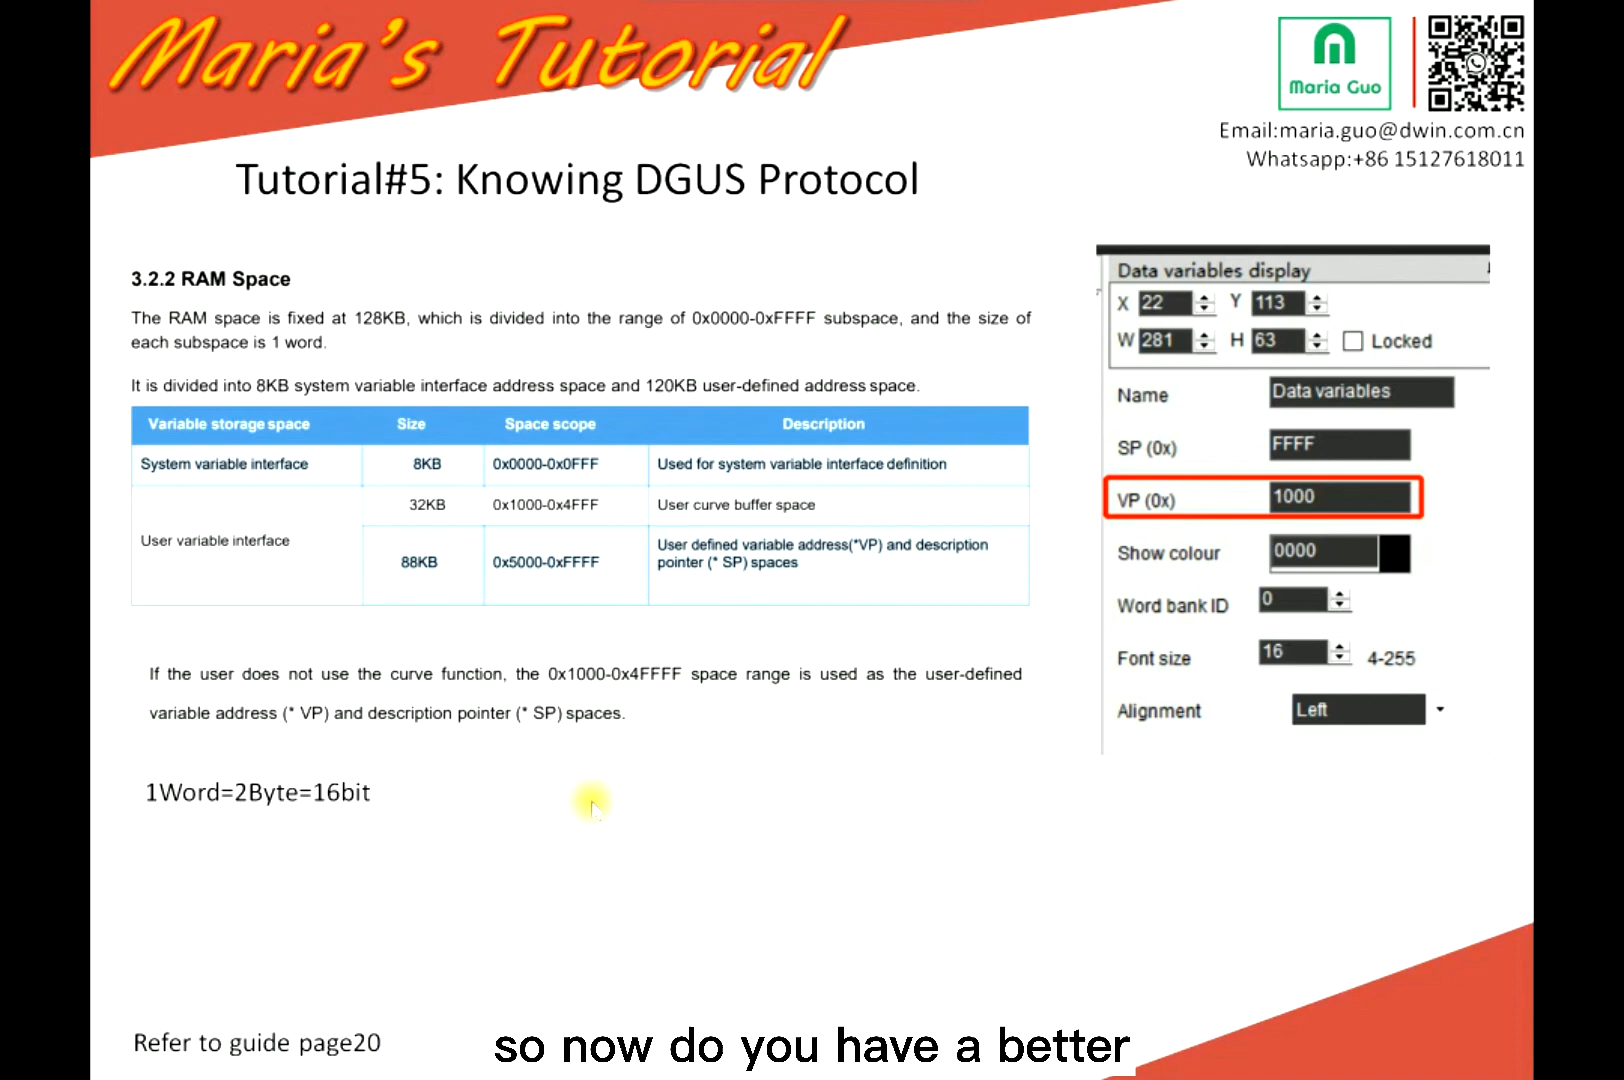 Maria's Tutorial
Maria Guo
Email:maria.guo@dwin.com.cn
Whatsapp:+86 15127618011
Tutorial#5: Knowing DGUS Protocol
3.2.2 RAM Space
The RAM space is fixed at 128KB, which is divided into the range of 0x0000-0xFFFF subspace, and the size of
each subspace is 1 word.
It is divided into 8KB system variable interface address space and 120KB user-defined address space.
Variable storage space Size Space scope Description
System variable interface 8KB 0x0000-0x0FFF Used for system variable interface definition
32KB 0x1000-0x4FFF User curve buffer space
User variable interface
88KB 0x5000-0xFFFF User defined variable address(*VP) and description
pointer (* SP) spaces
If the user does not use the curve function, the 0x1000-0x4FFFF space range is used as the user-defined
variable address (* VP) and description pointer (* SP) spaces.
1Word=2Byte=16bit
Data variables display
X 22 Y 113
W 281 H 63 Locked
Name Data variables
SP (0x) FFFF
VP (0x) 1000
Show colour 0000
Word bank ID 0
Font size 16 4-255
Alignment Left
Refer to guide page20
so now do you have a better